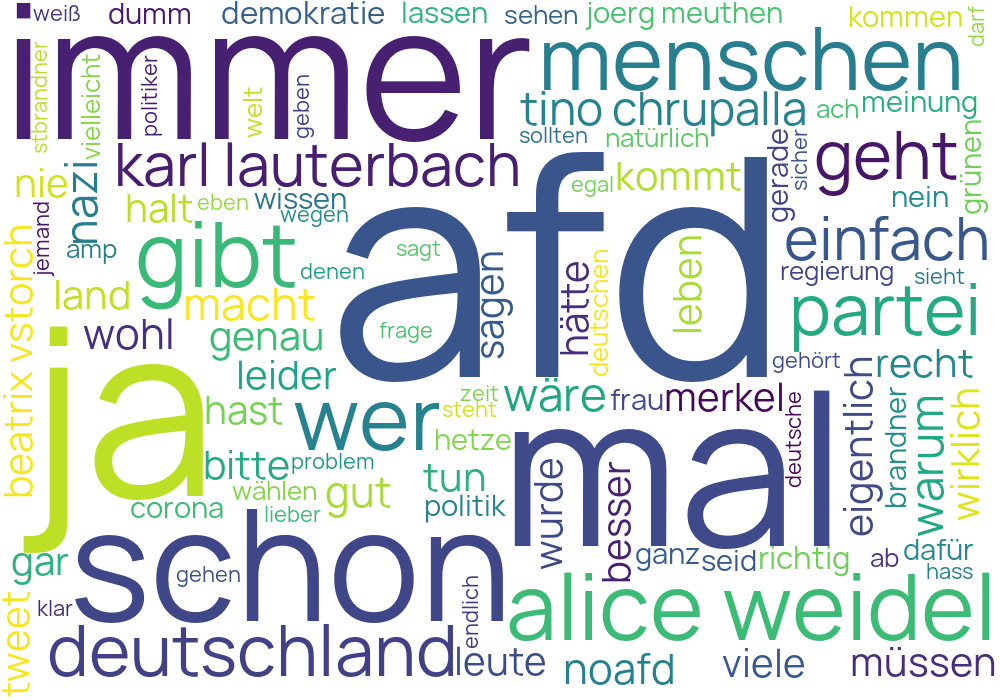 weiß dumm demokratie lassen sehen joerg meuthen kommen darf
immer menschen
stbrandner vielleicht politiker welt geben
tino chrupalla ach meinung
sollten natürlich
karl lauterbach gerade sicher geht grünen
nie nazi egal kommt nein
halt eben wissen wegen
jemand amp gibt afd einfach
denen sagt sagen hätte deutschen leben regierung sieht
land macht partei
wohl genau frage
beatrix vstorch leider gehört recht
ja hast wer zeit steht wäre frau merkel deutsche eigentlich brandner warum wirklich
hetze mal
bitte problem tun
wählen gut
corona lieber politik wurde besser
gar schon gehen ganz seid richtig ab dafür
hass
tweet klar endlich alice weidel
deutschland leute noafd viele müssen